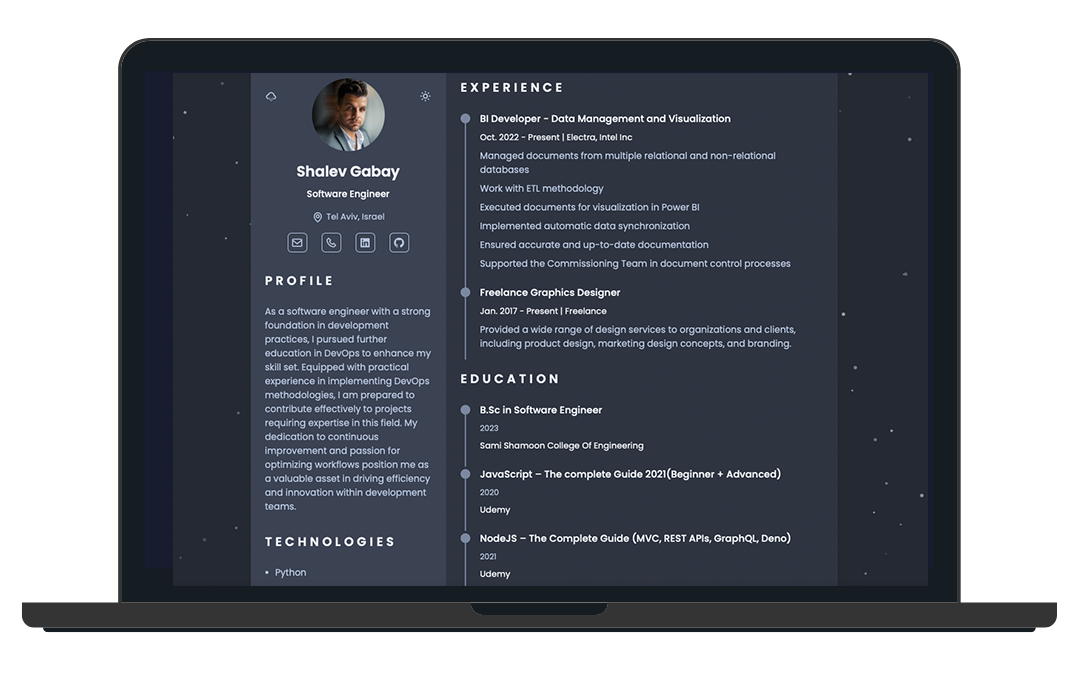 Shalev Gabay
Software Engineer
Tel Aviv, Israel
PROFILE
As a software engineer with a strong
foundation in development
practices, I pursued further
education in DevOps to enhance my
skill set. Equipped with practical
experience in implementing DevOps
methodologies, I am prepared to
contribute effectively to projects
requiring expertise in this field. My
dedication to continuous
improvement and passion for
optimizing workflows position me as
a valuable asset in driving efficiency
and innovation within development
teams.
TECHNOLOGIES
• Python
EXPERIENCE
BI Developer - Data Management and Visualization
Oct. 2022 - Present | Electra, Intel Inc
Managed documents from multiple relational and non-relational
databases
Work with ETL methodology
Executed documents for visualization in Power BI
Implemented automatic data synchronization
Ensured accurate and up-to-date documentation
Supported the Commissioning Team in document control processes
Freelance Graphics Designer
Jan. 2017 - Present | Freelance
Provided a wide range of design services to organizations and clients,
including product design, marketing design concepts, and branding.
EDUCATION
B.Sc in Software Engineer
2023
Sami Shamoon College Of Engineering
JavaScript – The complete Guide 2021(Beginner + Advanced)
2020
Udemy
NodeJS – The Complete Guide (MVC, REST APIs, GraphQL, Deno)
2021
Udemy